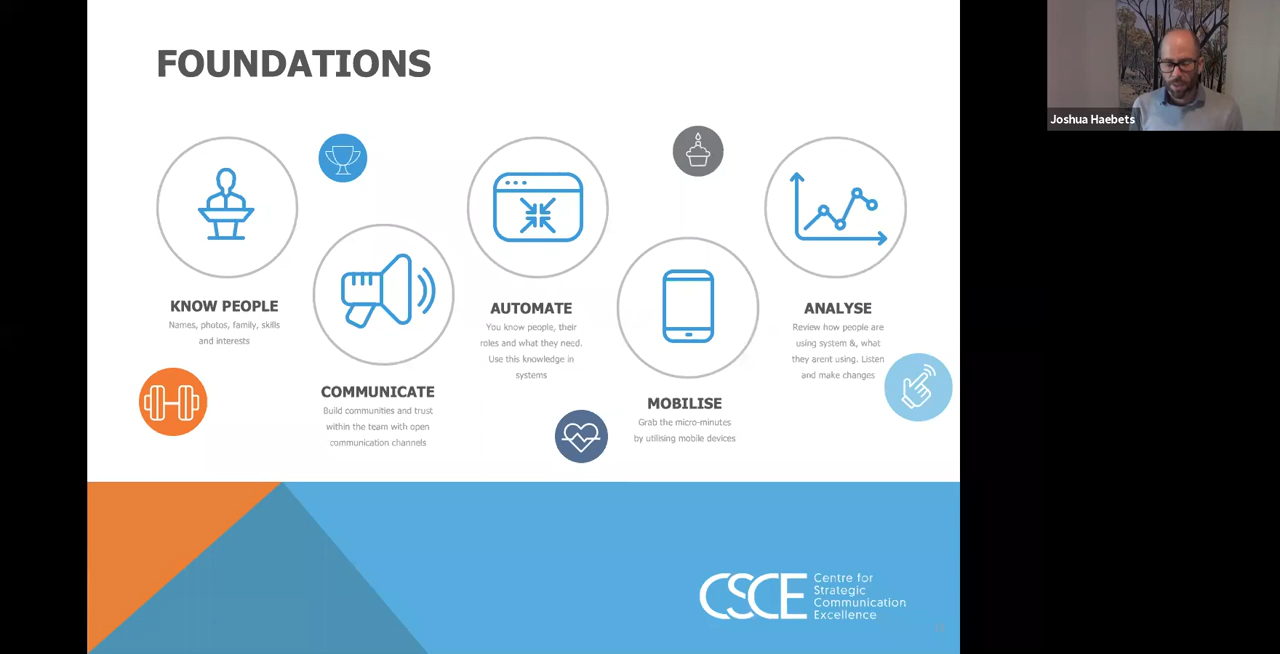 FOUNDATIONS
Joshua Haebets
KNOW PEOPLE
Names, photos, family, skills
and interests
COMMUNICATE
Build communities and trust
within the team with open
communication channels
AUTOMATE
You know people, their
roles and what they need.
Use this knowledge in
systems
MOBILISE
Grab the micro-minutes
by utilising mobile devices
ANALYSE
Review how people are
using system &, what
they arent using. Listen
and make changes
CSCE
Centre for
Strategic
Communication
Excellence